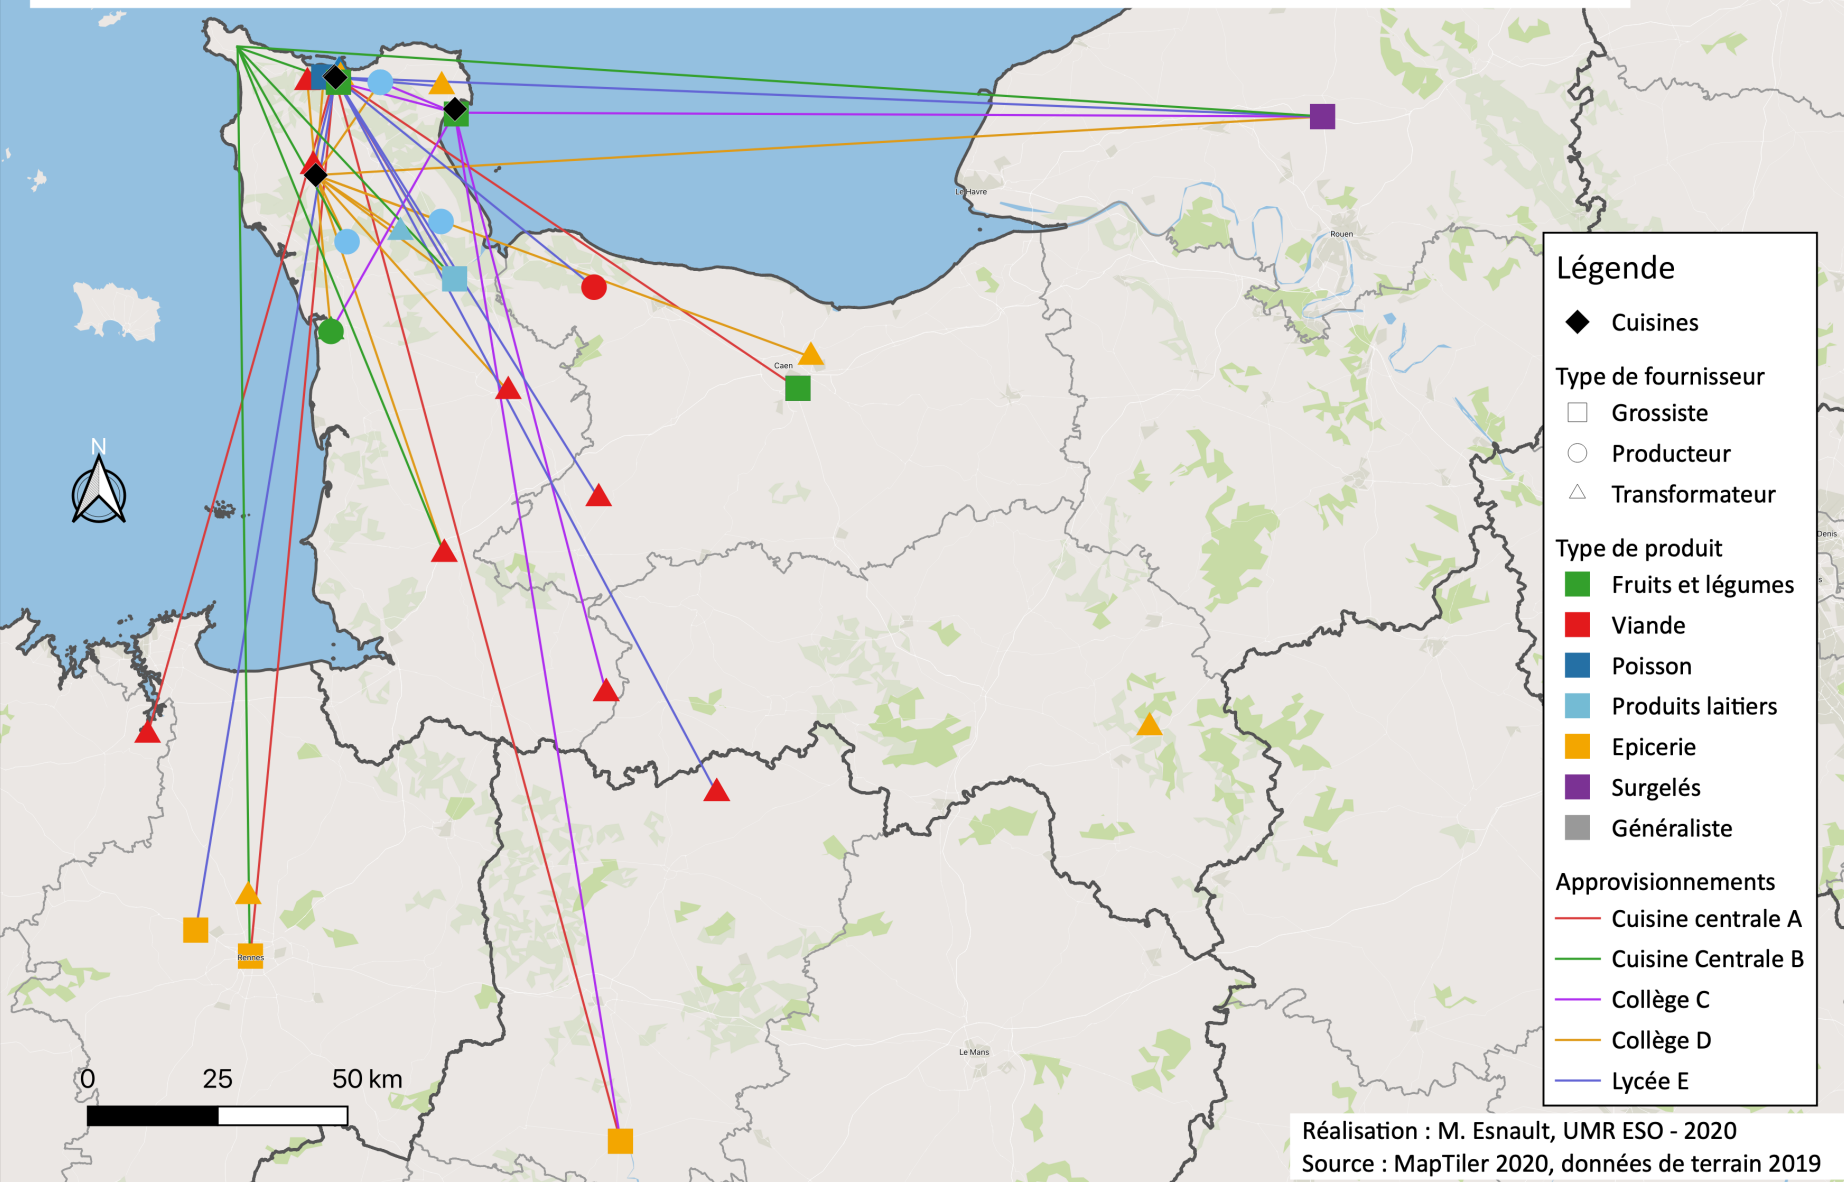 Le Havre
Rouen
Caen
N
Denis
s
Rennes
Le Mans
0 25 50 km
Légende
Cuisines
Type de fournisseur
Grossiste
Producteur
Transformateur
Type de produit
Fruits et légumes
Viande
Poisson
Produits laitiers
Epicerie
Surgelés
Généraliste
Approvisionnements
Cuisine centrale A
Cuisine Centrale B
Collège C
Collège D
Lycée E
Réalisation : M. Esnault, UMR ESO - 2020
Source : MapTiler 2020, données de terrain 2019